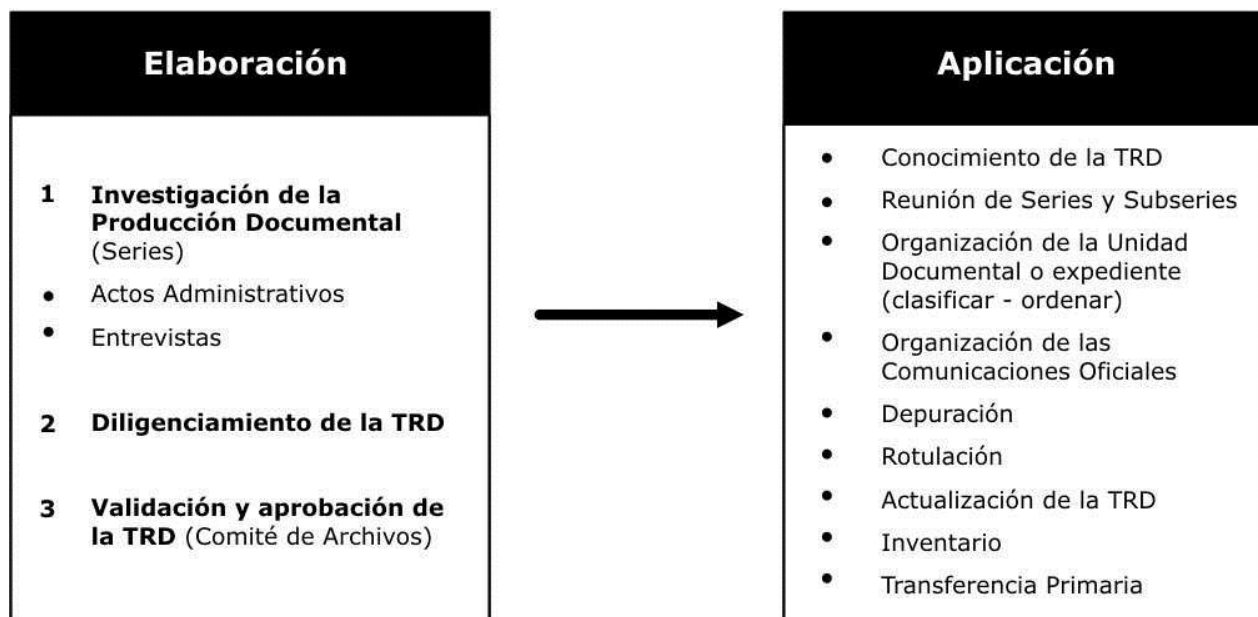 Elaboración
1 Investigación de la
Producción Documental
(Series)
• Actos Administrativos
• Entrevistas
2 Diligenciamiento de la TRD
3 Validación y aprobación de
la TRD (Comité de Archivos)
Aplicación
• Conocimiento de la TRD
• Reunión de Series y Subseries
• Organización de la Unidad
Documental o expediente
(clasificar - ordenar)
• Organización de las
Comunicaciones Oficiales
• Depuración
• Rotulación
• Actualización de la TRD
• Inventario
• Transferencia Primaria